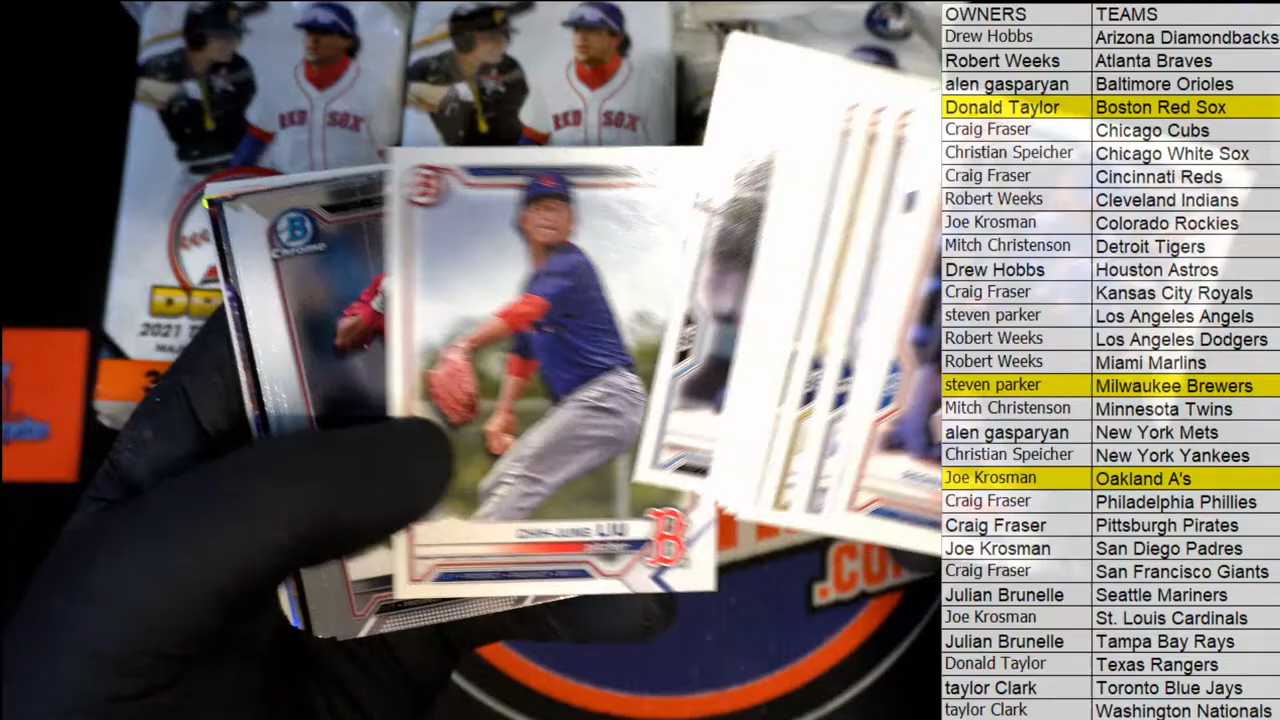 OWNERS TEAMS
Drew Hobbs Arizona Diamondbacks
Robert Weeks Atlanta Braves
alen gasparyan Baltimore Orioles
Donald Taylor Boston Red Sox
Craig Fraser Chicago Cubs
Christian Speicher Chicago White Sox
Craig Fraser Cincinnati Reds
Robert Weeks Cleveland Indians
Joe Krosman Colorado Rockies
Mitch Christenson Detroit Tigers
Drew Hobbs Houston Astros
Craig Fraser Kansas City Royals
steven parker Los Angeles Angels
Robert Weeks Los Angeles Dodgers
Robert Weeks Miami Marlins
steven parker Milwaukee Brewers
Mitch Christenson Minnesota Twins
alen gasparyan New York Mets
Christian Speicher New York Yankees
Joe Krosman Oakland A's
Craig Fraser Philadelphia Phillies
Craig Fraser Pittsburgh Pirates
Joe Krosman San Diego Padres
Craig Fraser San Francisco Giants
Julian Brunelle Seattle Mariners
Joe Krosman St. Louis Cardinals
Julian Brunelle Tampa Bay Rays
Donald Taylor Texas Rangers
taylor Clark Toronto Blue Jays
taylor Clark Washington Nationals
RED SOX
RED SOX
B
B
Chrome
2021
CHIH-JUNG LIU
pitcher
B
.CO